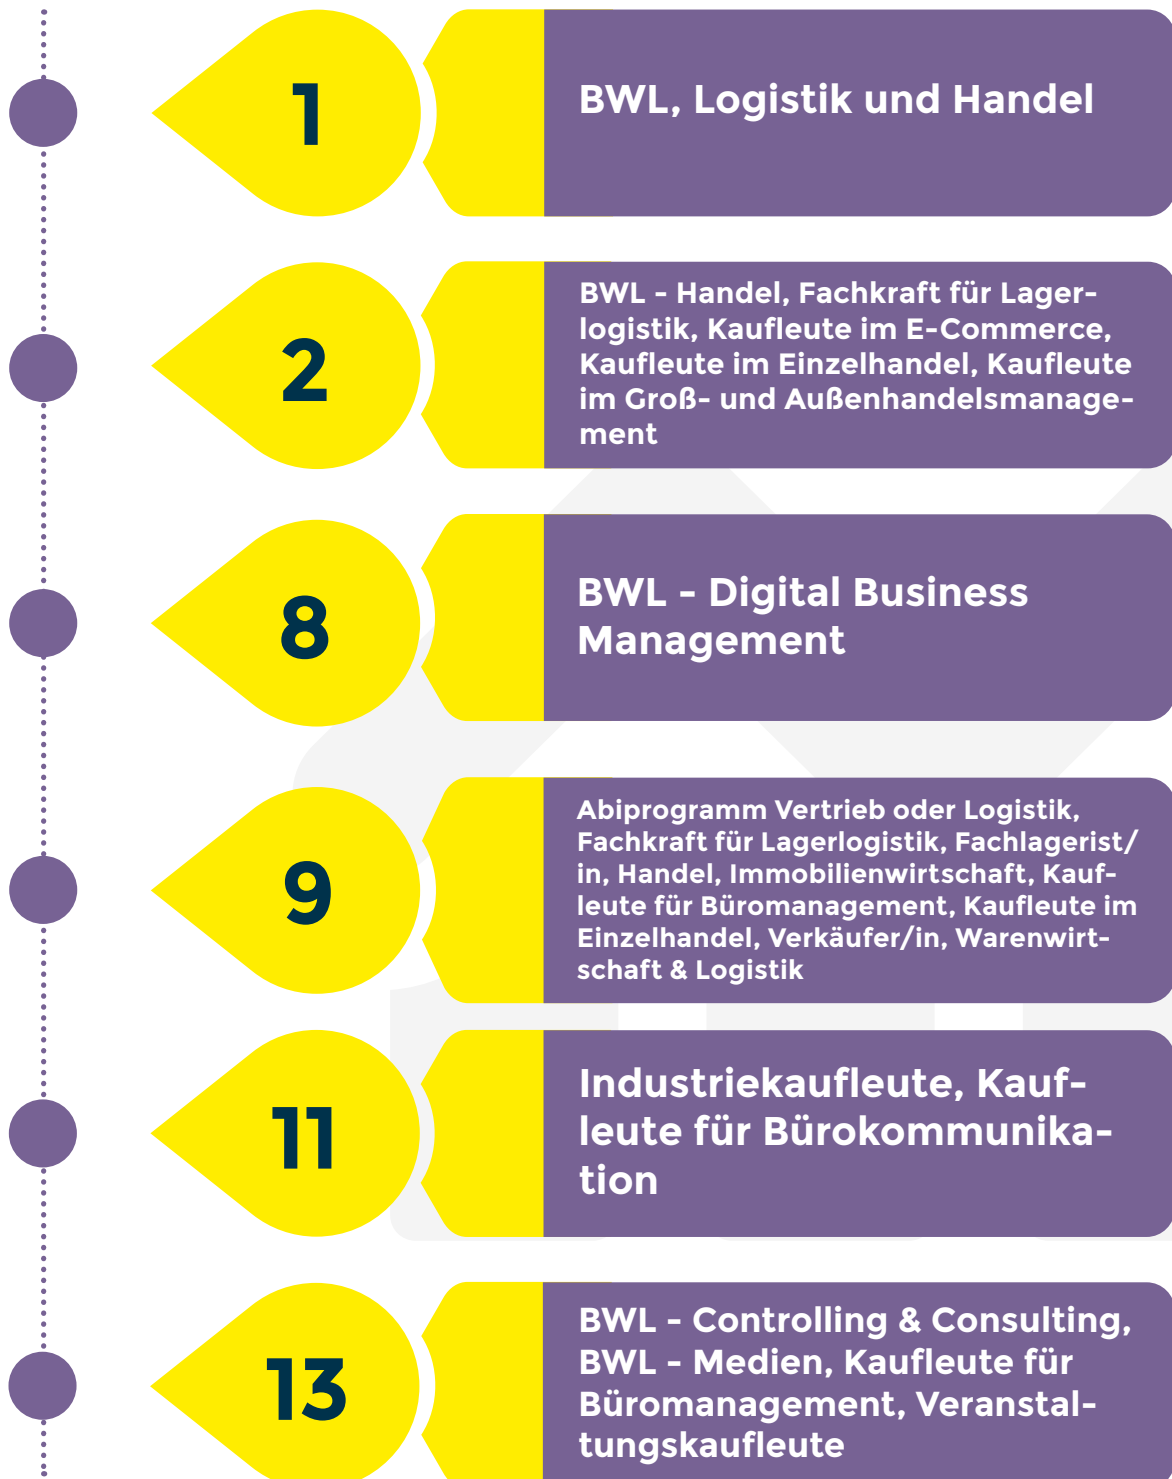 1
BWL, Logistik und Handel
2
BWL - Handel, Fachkraft für Lager-
logistik, Kaufleute im E-Commerce,
Kaufleute im Einzelhandel, Kaufleute
im Groß- und Außenhandelsmanage-
ment
8
BWL - Digital Business
Management
9
Abiprogramm Vertrieb oder Logistik,
Fachkraft für Lagerlogistik, Fachlagerist/
in, Handel, Immobilienwirtschaft, Kauf-
leute für Büromanagement, Kaufleute im
Einzelhandel, Verkäufer/in, Warenwirt-
schaft & Logistik
11
Industriekaufleute, Kauf-
leute für Bürokommunika-
tion
13
BWL - Controlling & Consulting,
BWL - Medien, Kaufleute für
Büromanagement, Veranstal-
tungskaufleute